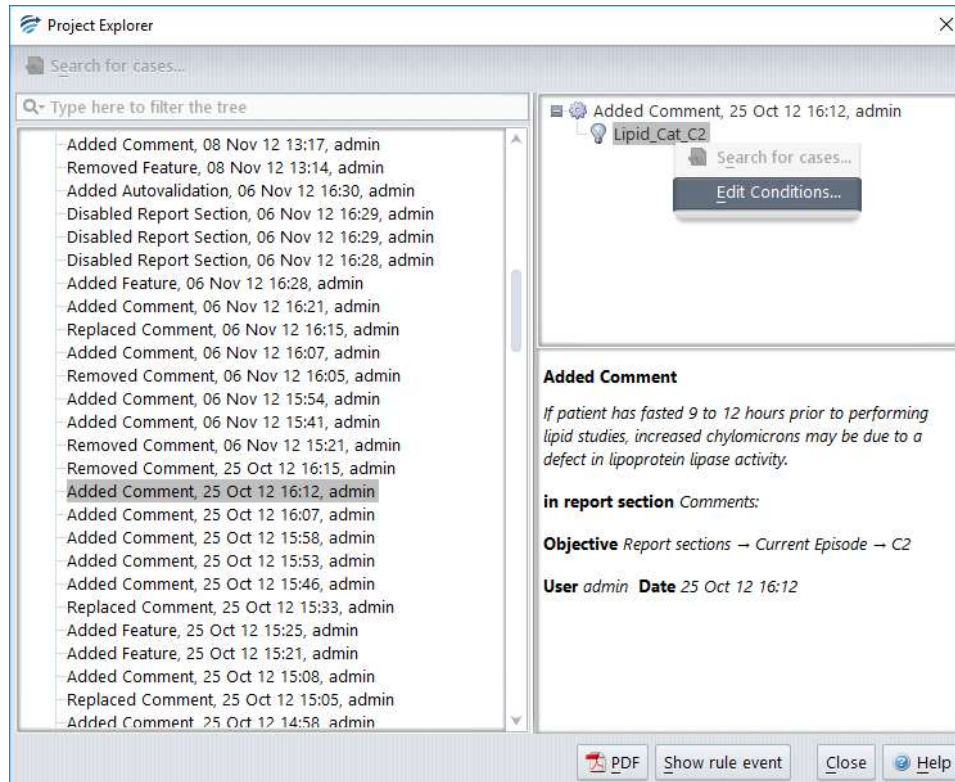 Project Explorer
Search for cases...
Type here to filter the tree
Added Comment, 08 Nov 12 13:17, admin
Removed Feature, 08 Nov 12 13:14, admin
Added Autovalidation, 06 Nov 12 16:30, admin
Disabled Report Section, 06 Nov 12 16:29, admin
Disabled Report Section, 06 Nov 12 16:29, admin
Disabled Report Section, 06 Nov 12 16:28, admin
Added Feature, 06 Nov 12 16:28, admin
Added Comment, 06 Nov 12 16:21, admin
Replaced Comment, 06 Nov 12 16:15, admin
Added Comment, 06 Nov 12 16:07, admin
Removed Comment, 06 Nov 12 16:05, admin
Added Comment, 06 Nov 12 15:54, admin
Added Comment, 06 Nov 12 15:41, admin
Removed Comment, 06 Nov 12 15:21, admin
Removed Comment, 25 Oct 12 16:15, admin
Added Comment, 25 Oct 12 16:12, admin
Added Comment, 25 Oct 12 16:07, admin
Added Comment, 25 Oct 12 15:58, admin
Added Comment, 25 Oct 12 15:53, admin
Added Comment, 25 Oct 12 15:46, admin
Replaced Comment, 25 Oct 12 15:33, admin
Added Feature, 25 Oct 12 15:25, admin
Added Feature, 25 Oct 12 15:21, admin
Added Comment, 25 Oct 12 15:08, admin
Replaced Comment, 25 Oct 12 15:05, admin
Added Comment, 25 Oct 12 14:58, admin
Added Comment, 25 Oct 12 16:12, admin
Lipid_Cat_C2
Search for cases...
Edit Conditions...
Added Comment
If patient has fasted 9 to 12 hours prior to performing
lipid studies, increased chylomicrons may be due to a
defect in lipoprotein lipase activity.
in report section Comments:
Objective Report sections → Current Episode → C2
User admin Date 25 Oct 12 16:12
PDF
Show rule event
Close
Help